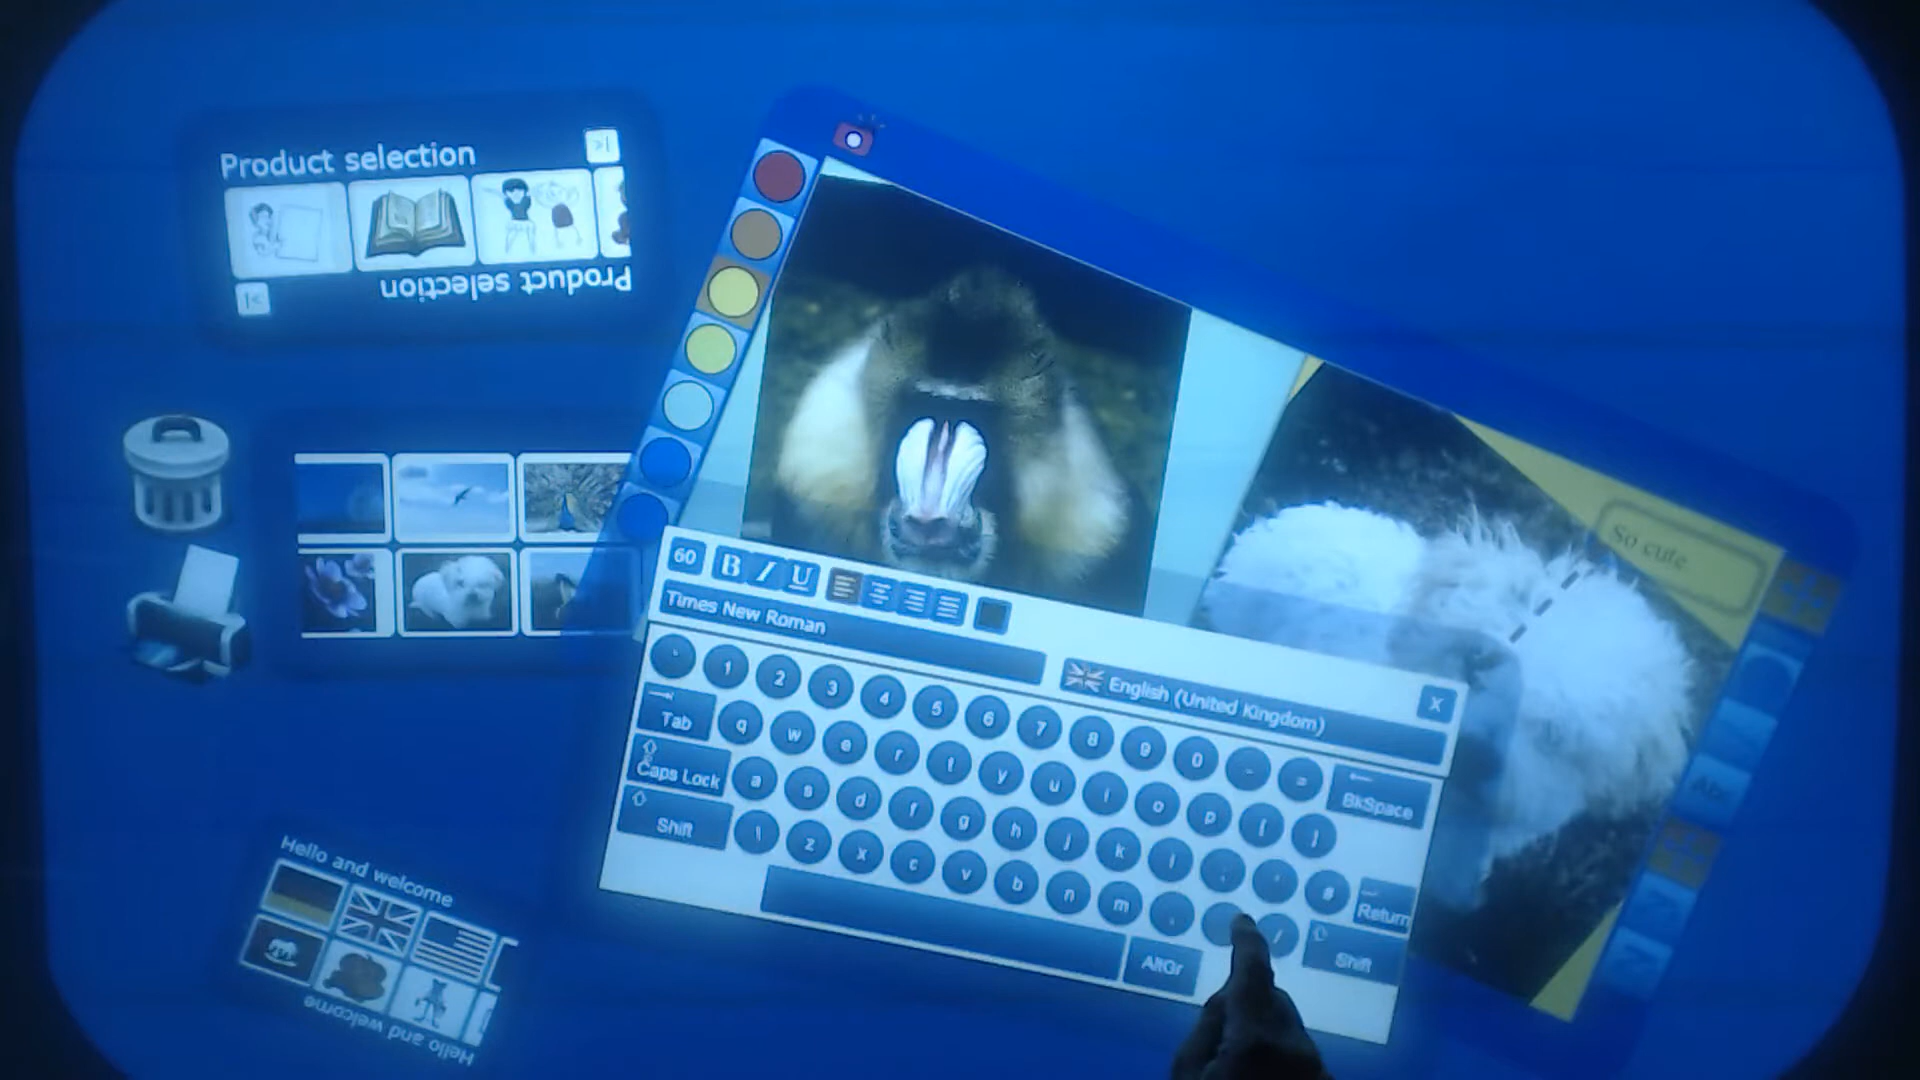 Product selection
>|
Product selection
>|
So cute
60 B I U
Times New Roman
English (United Kingdom)
X
1 2 3 4 5 6 7 8 9 0 - =
BkSpace
Tab q w e r t y u i o p [ ]
Caps Lock a s d f g h j k l ; ' #
Return
Shift \ z x c v b n m , /
Shift
AltGr
Abc
Hello and welcome
Hello and welcome